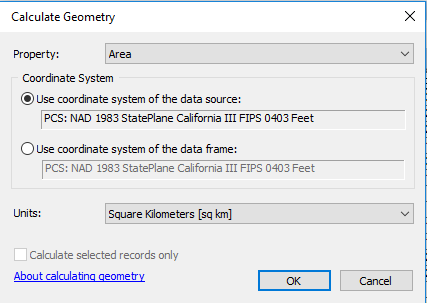 Calculate Geometry
Property: Area
Coordinate System
Use coordinate system of the data source:
PCS: NAD 1983 StatePlane California III FIPS 0403 Feet
Use coordinate system of the data frame:
PCS: NAD 1983 StatePlane California III FIPS 0403 Feet
Units: Square Kilometers [sq km]
Calculate selected records only
About calculating geometry OK Cancel